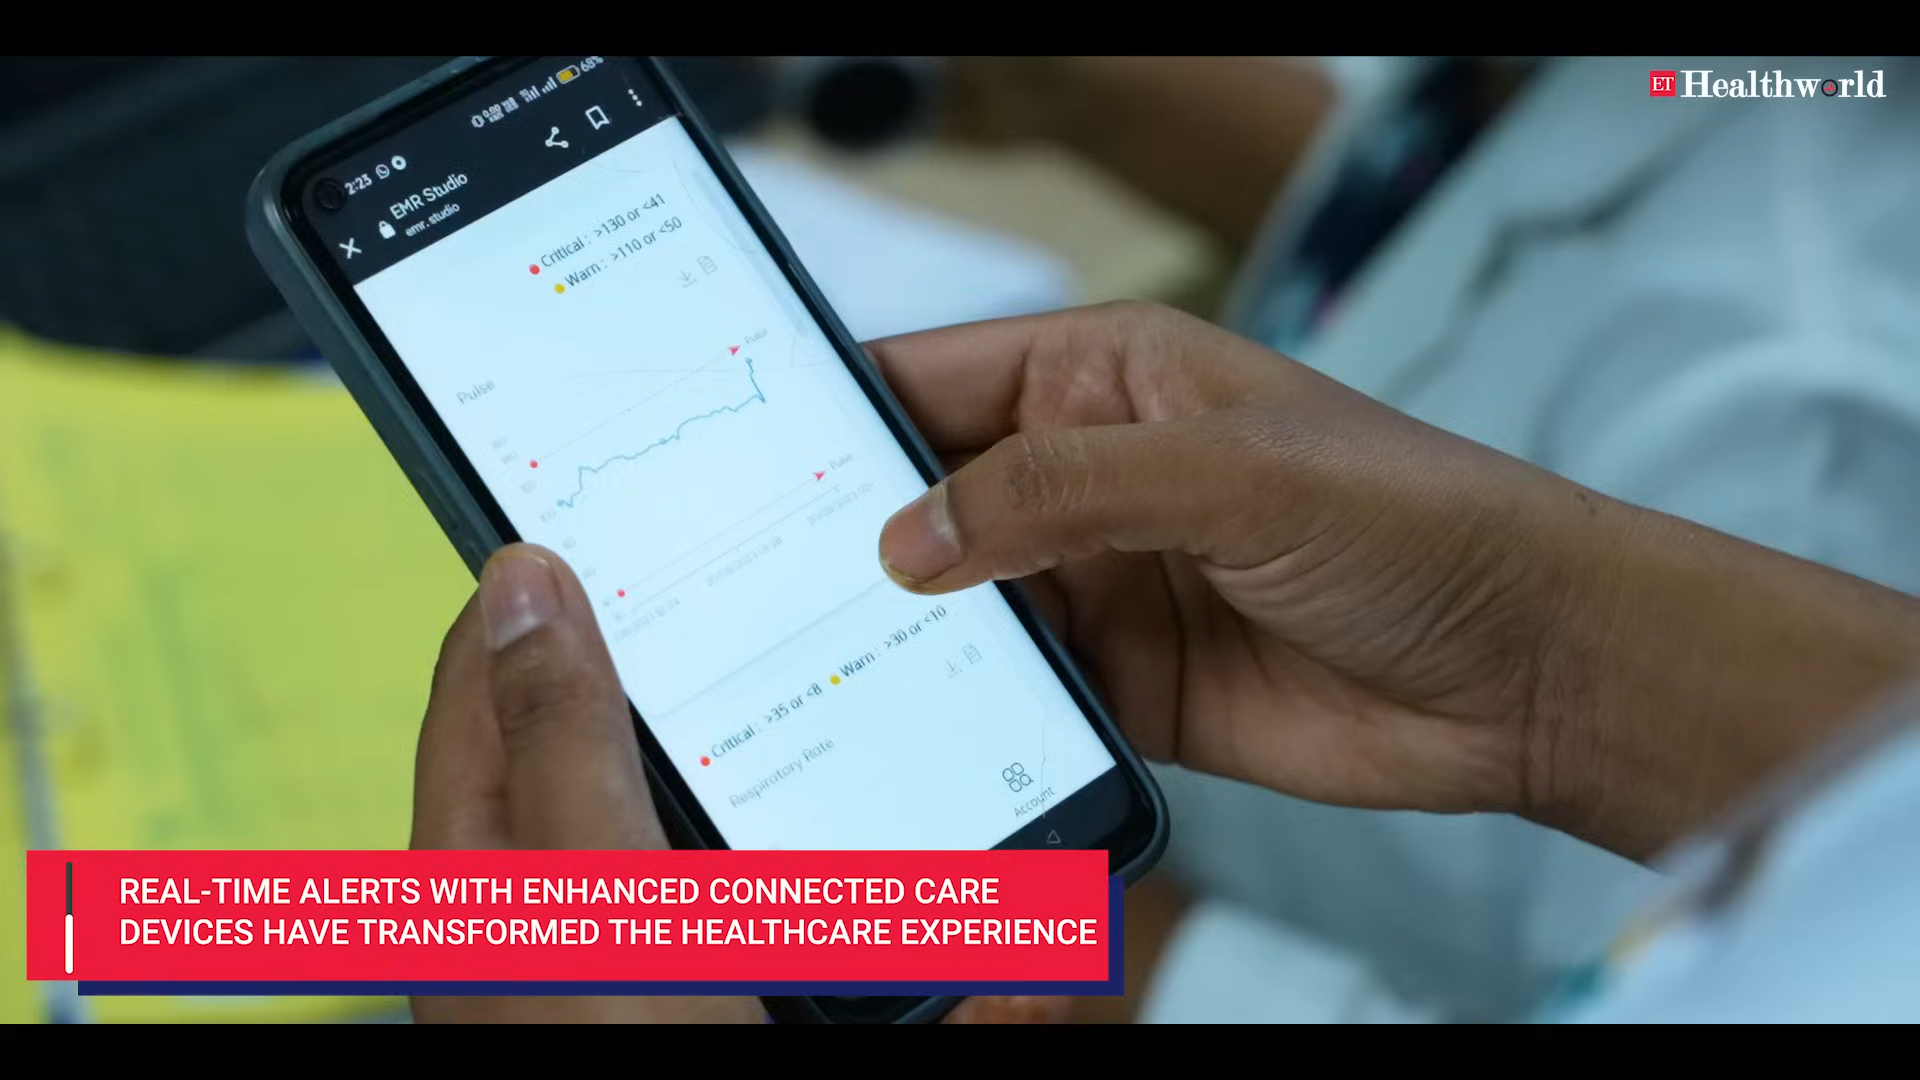 ET Healthworld
68%
2:23
EMR Studio
emr.studio
Critical : >130 or <41
Warn : >110 or <50
Pulse
Pulse
Pulse
Critical : >35 or <8 Warn : >30 or <10
Respiratory Rate
Account
REAL-TIME ALERTS WITH ENHANCED CONNECTED CARE
DEVICES HAVE TRANSFORMED THE HEALTHCARE EXPERIENCE